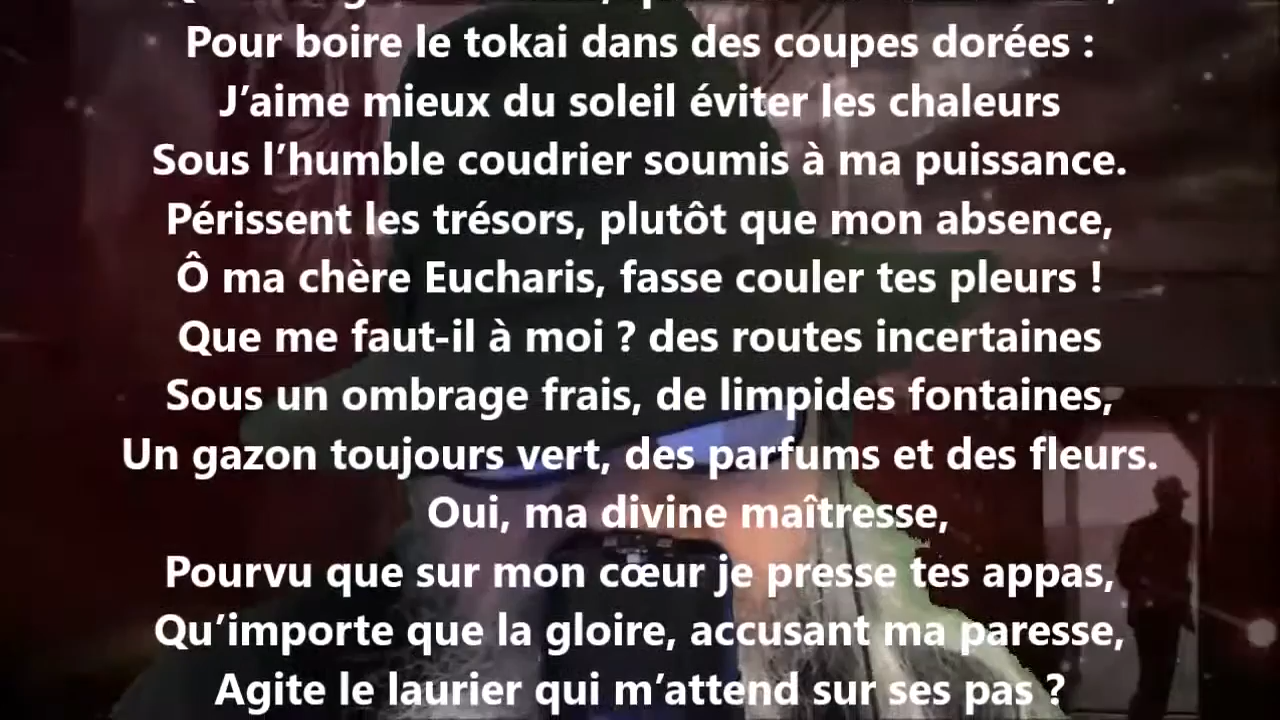 Pour boire le tokai dans des coupes dorées :
J’aime mieux du soleil éviter les chaleurs
Sous l’humble coudrier soumis à ma puissance.
Périssent les trésors, plutôt que mon absence,
Ô ma chère Eucharis, fasse couler tes pleurs !
Que me faut-il à moi ? des routes incertaines
Sous un ombrage frais, de limpides fontaines,
Un gazon toujours vert, des parfums et des fleurs.
Oui, ma divine maîtresse,
Pourvu que sur mon cœur je presse tes appas,
Qu’importe que la gloire, accusant ma paresse,
Agite le laurier qui m’attend sur ses pas ?